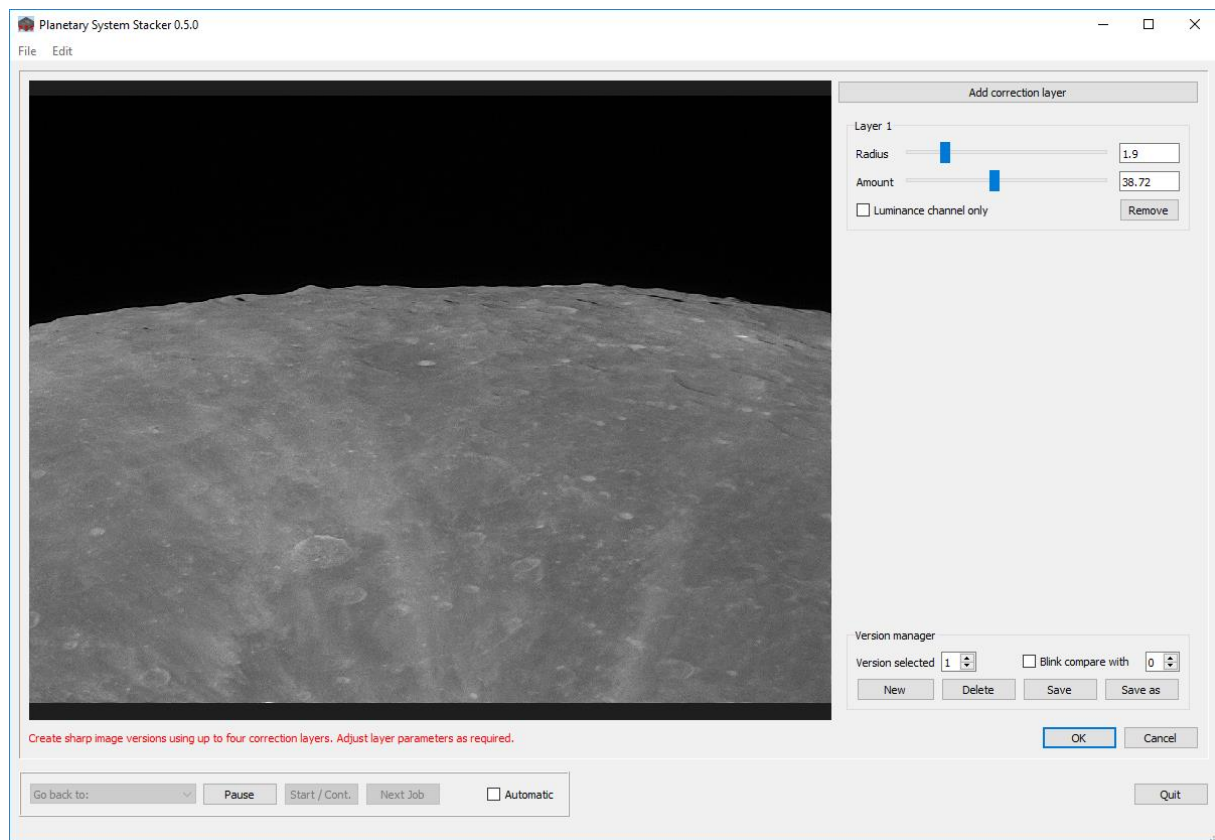 Planetary System Stacker 0.5.0
File Edit
Add correction layer
Layer 1
Radius 1.9
Amount 38.72
Luminance channel only Remove
Version manager
Version selected 1 Blink compare with 0
New Delete Save Save as
Create sharp image versions using up to four correction layers. Adjust layer parameters as required.
OK Cancel
Go back to: Pause Start / Cont. Next Job Automatic Quit